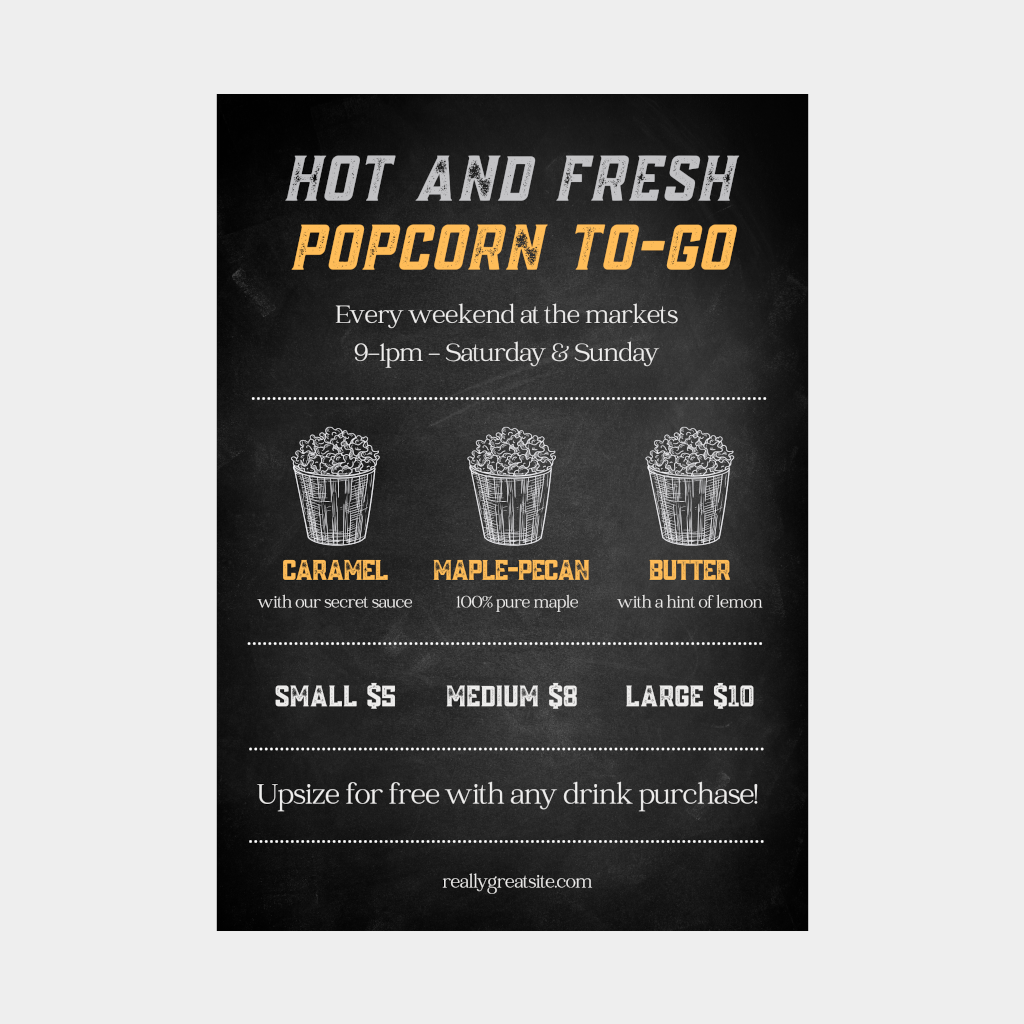 HOT AND FRESH
POPCORN TO-GO
Every weekend at the markets
9-1pm - Saturday & Sunday
CARAMEL MAPLE-PECAN BUTTER
with our secret sauce 100% pure maple with a hint of lemon
SMALL $5 MEDIUM $8 LARGE $10
Upsize for free with any drink purchase!
reallygreatsite.com